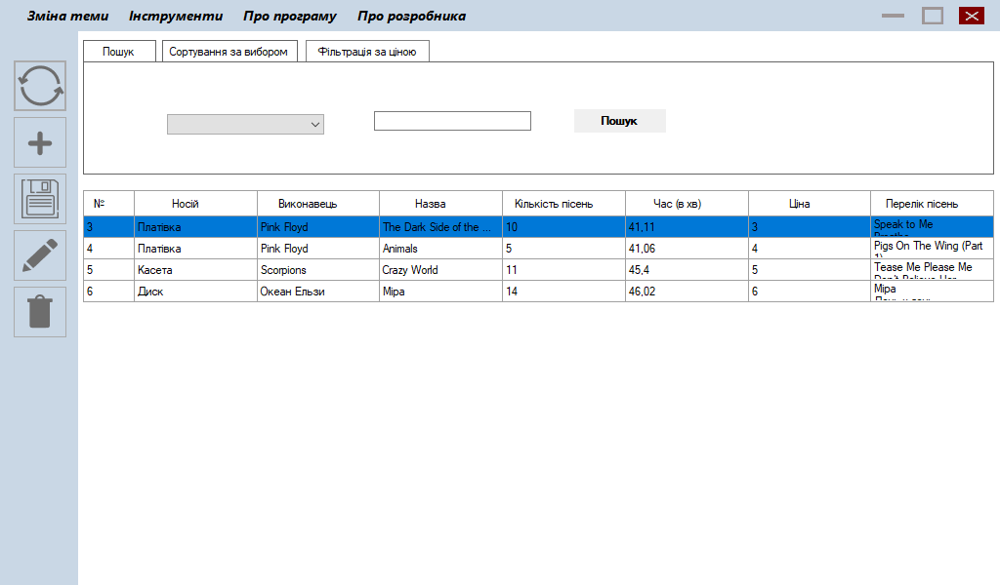 Зміна теми Інструменти Про програму Про розробника
Пошук Сортування за вибором Фільтрація за ціною
Пошук
№ Носій Виконавець Назва Кількість пісень Час (в хв) Ціна Перелік пісень
3 Платівка Pink Floyd The Dark Side of the ... 10 41,11 3 Speak to Me
4 Платівка Pink Floyd Animals 5 41,06 4 Pigs On The Wing (Part
5 Касета Scorpions Crazy World 11 45,4 5 Tease Me Please Me
6 Диск Океан Ельзи Міра 14 46,02 6 Міра